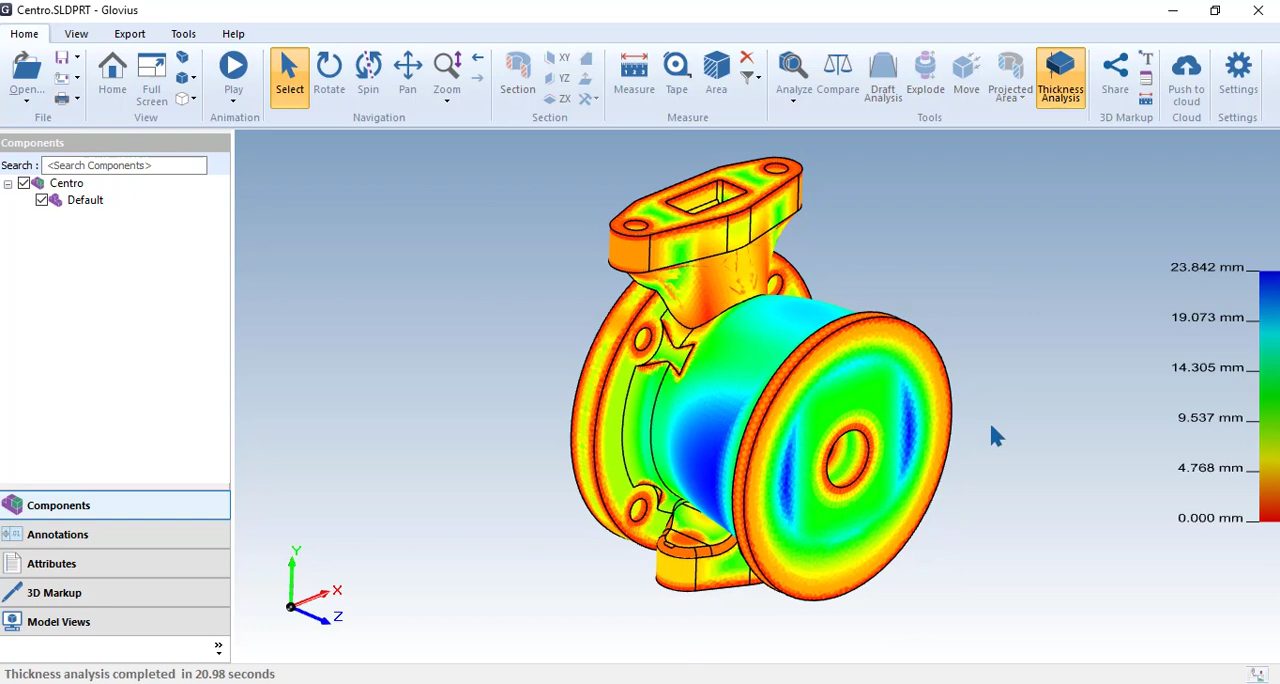 Centro.SLDPRT - Glovius
Home View Export Tools Help
Open... Home Full Screen Play Select Rotate Spin Pan Zoom Section XY YZ ZX Measure Tape Area Analyze Compare Draft Analysis Explode Move Projected Area Thickness Analysis Share Push to cloud Settings
File View Animation Navigation Section Measure Tools 3D Markup Cloud Settings
Components
Search : <Search Components>
Centro
Default
23.842 mm
19.073 mm
14.305 mm
9.537 mm
4.768 mm
0.000 mm
Components
Annotations
Attributes
3D Markup
Model Views
Y
X
Z
Thickness analysis completed in 20.98 seconds